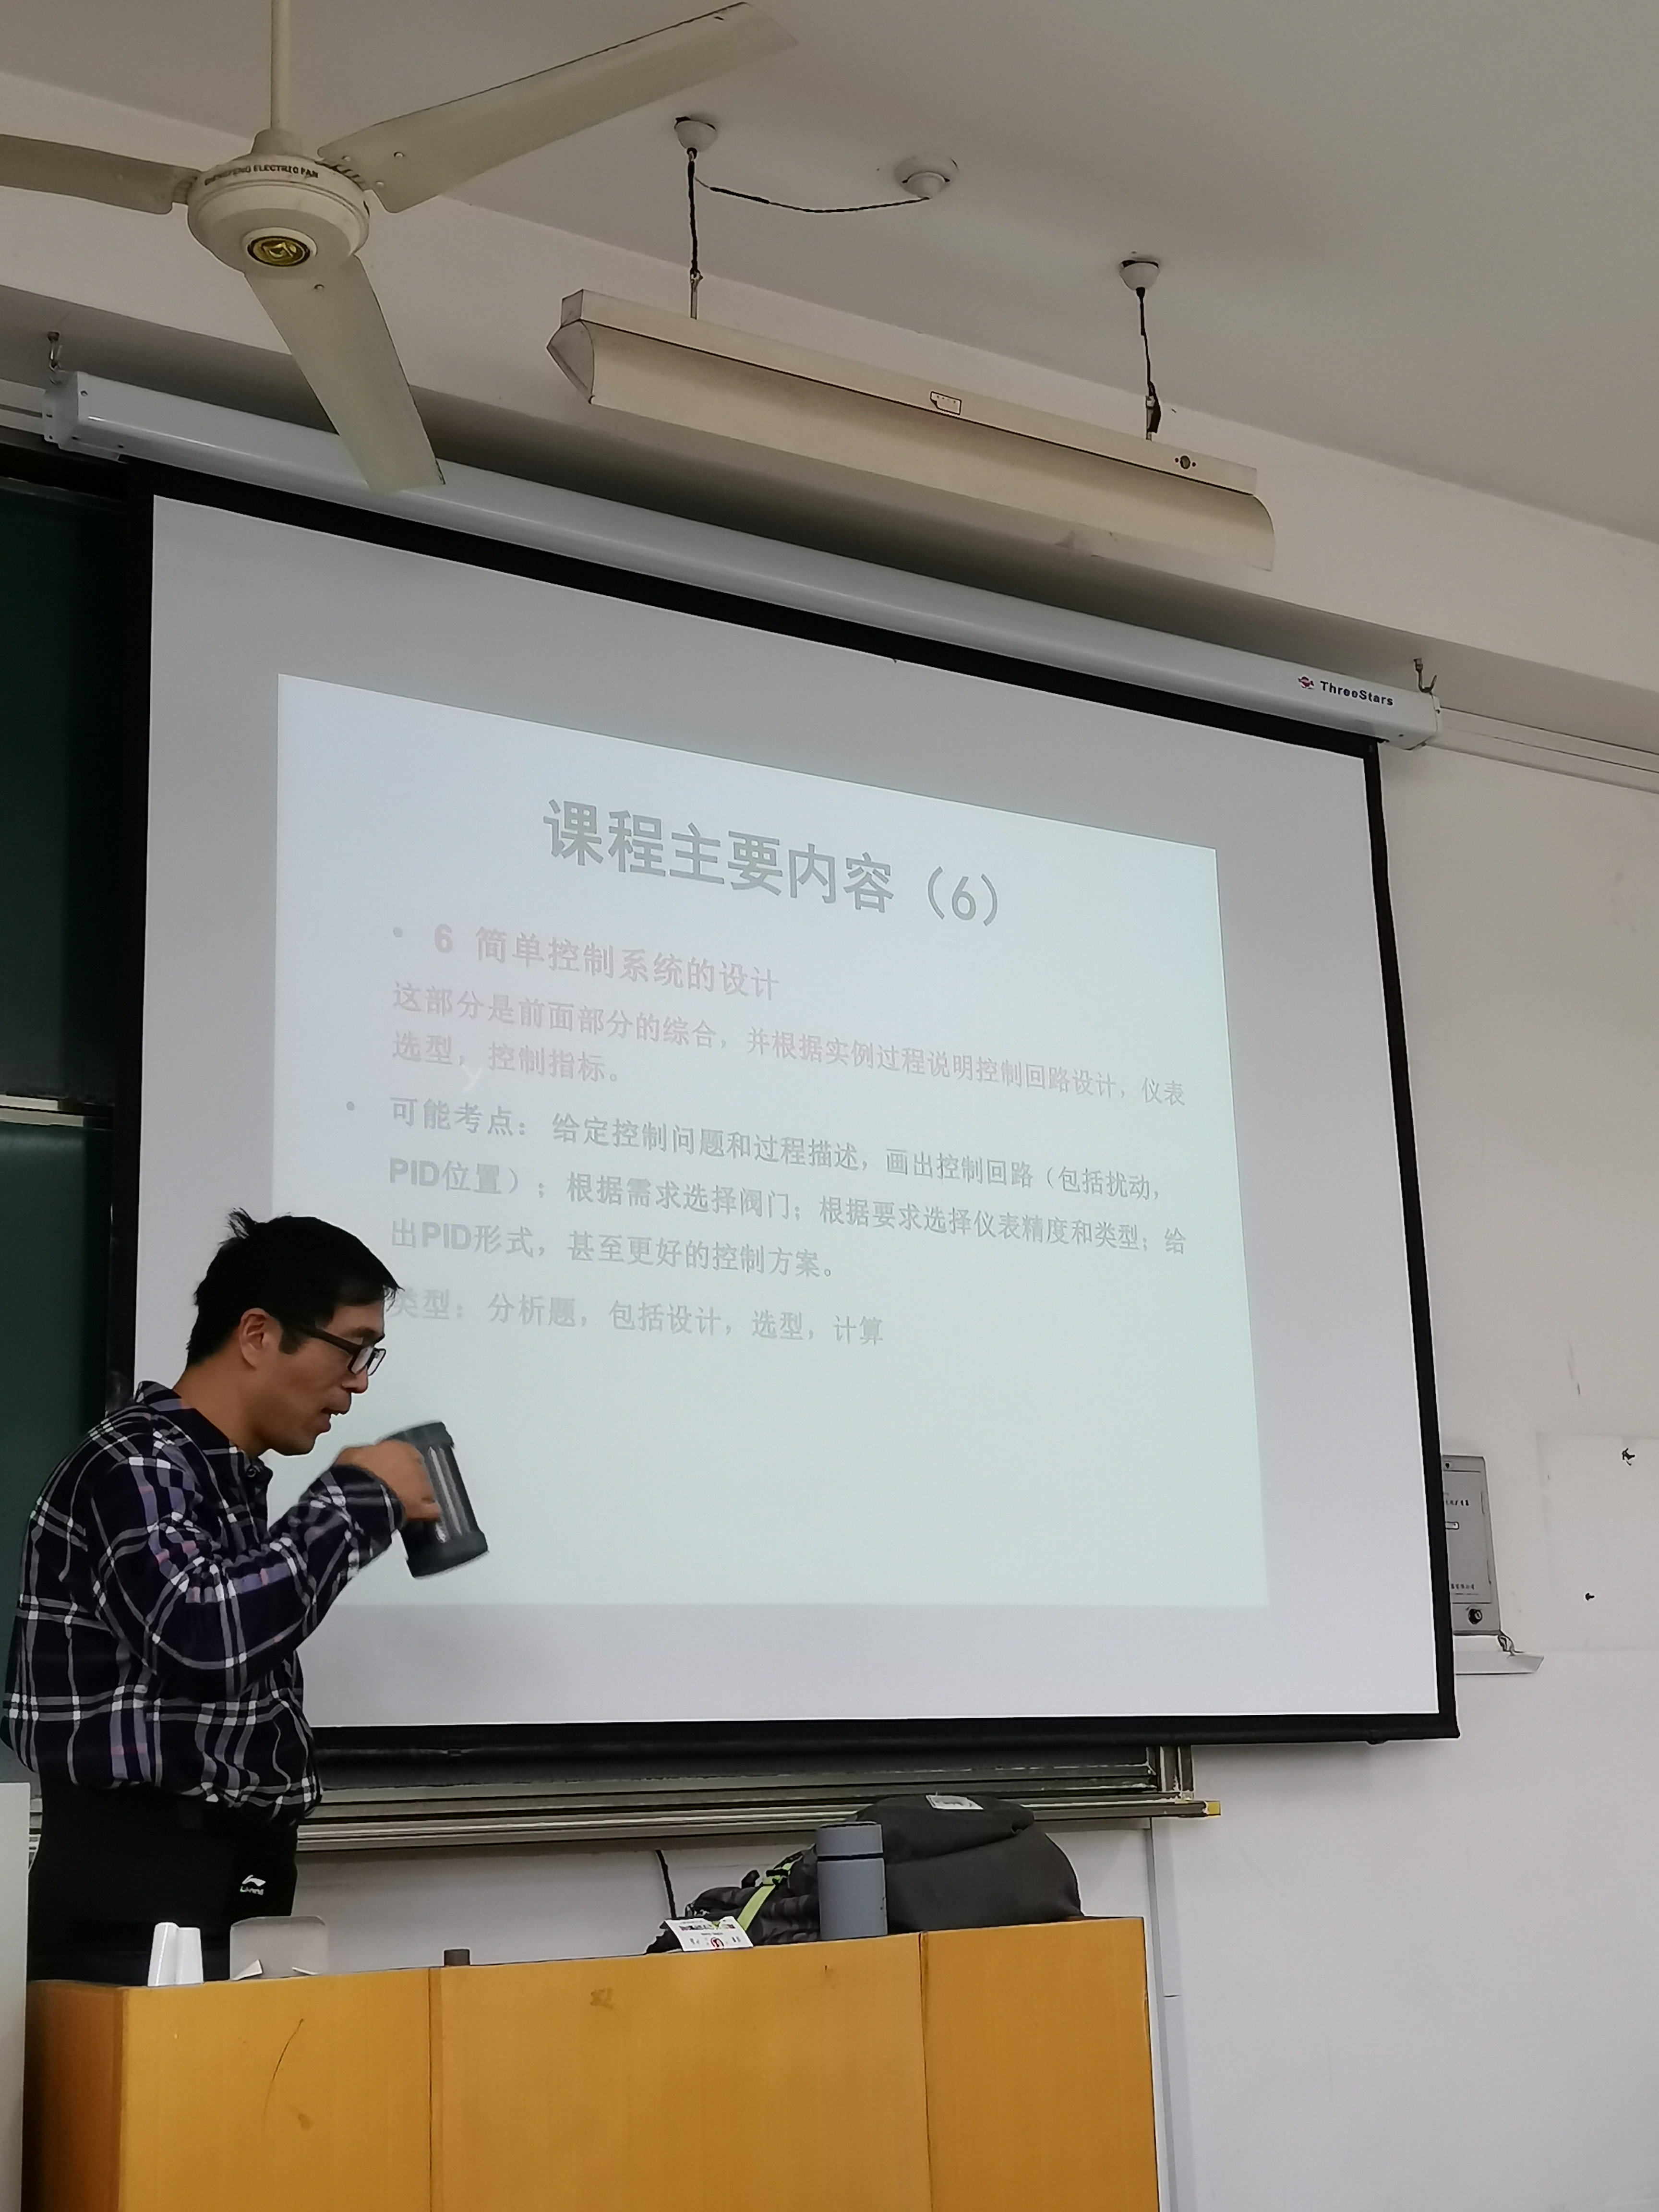 ELECTRIC FAN
ThreeStars
课程主要内容（6）
• 6 简单控制系统的设计
这部分是前面部分的综合，并根据实例过程说明控制回路设计，仪表
选型，控制指标。
• 可能考点：给定控制问题和过程描述，画出控制回路（包括扰动，
PID位置）；根据需求选择阀门；根据要求选择仪表精度和类型；给
出PID形式，甚至更好的控制方案。
类型：分析题，包括设计，选型，计算
LI-NING